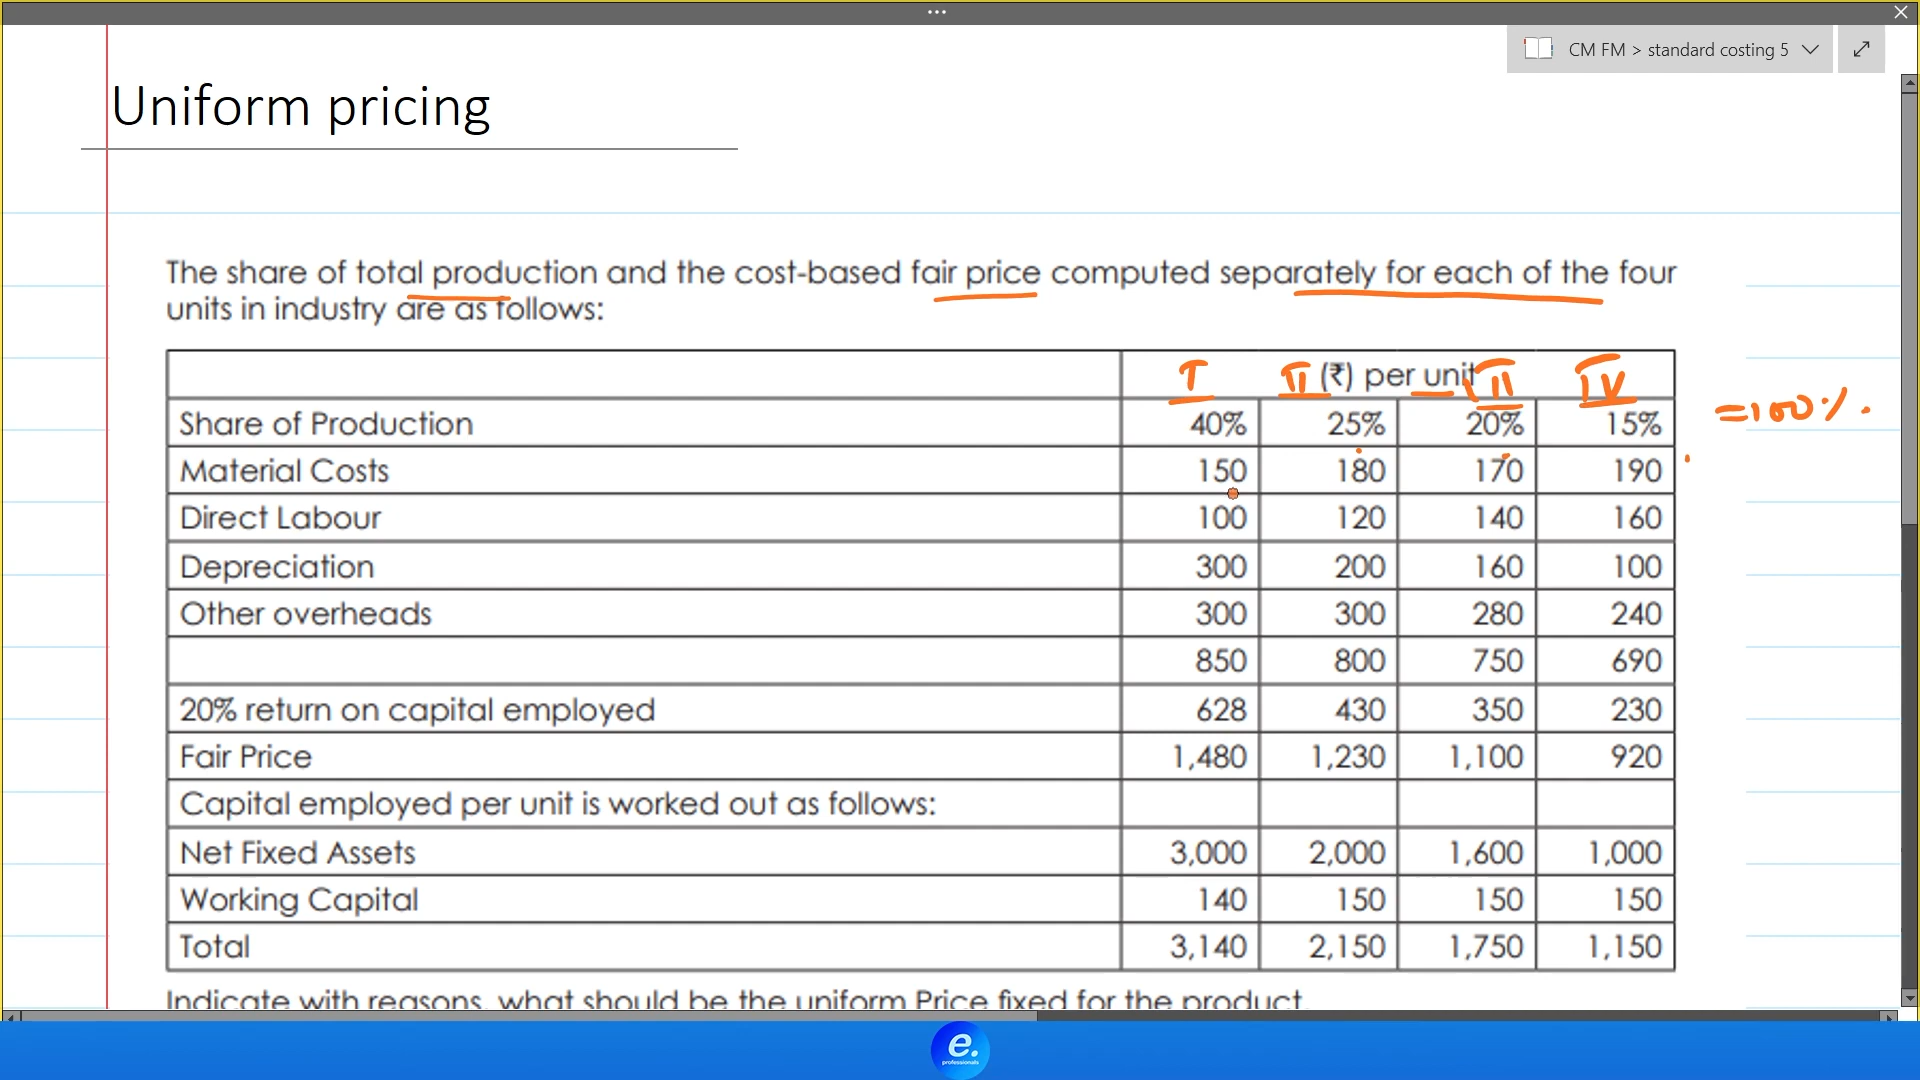 CM FM > standard costing 5
Uniform pricing
The share of total production and the cost-based fair price computed separately for each of the four
units in industry are as follows:
I II (₹) per unit III IV
Share of Production 40% 25% 20% 15% =100%.
Material Costs 150 180 170 190
Direct Labour 100 120 140 160
Depreciation 300 200 160 100
Other overheads 300 300 280 240
850 800 750 690
20% return on capital employed 628 430 350 230
Fair Price 1,480 1,230 1,100 920
Capital employed per unit is worked out as follows:
Net Fixed Assets 3,000 2,000 1,600 1,000
Working Capital 140 150 150 150
Total 3,140 2,150 1,750 1,150
Indicate with reasons, what should be the uniform Price fixed for the product.
e.
professionals